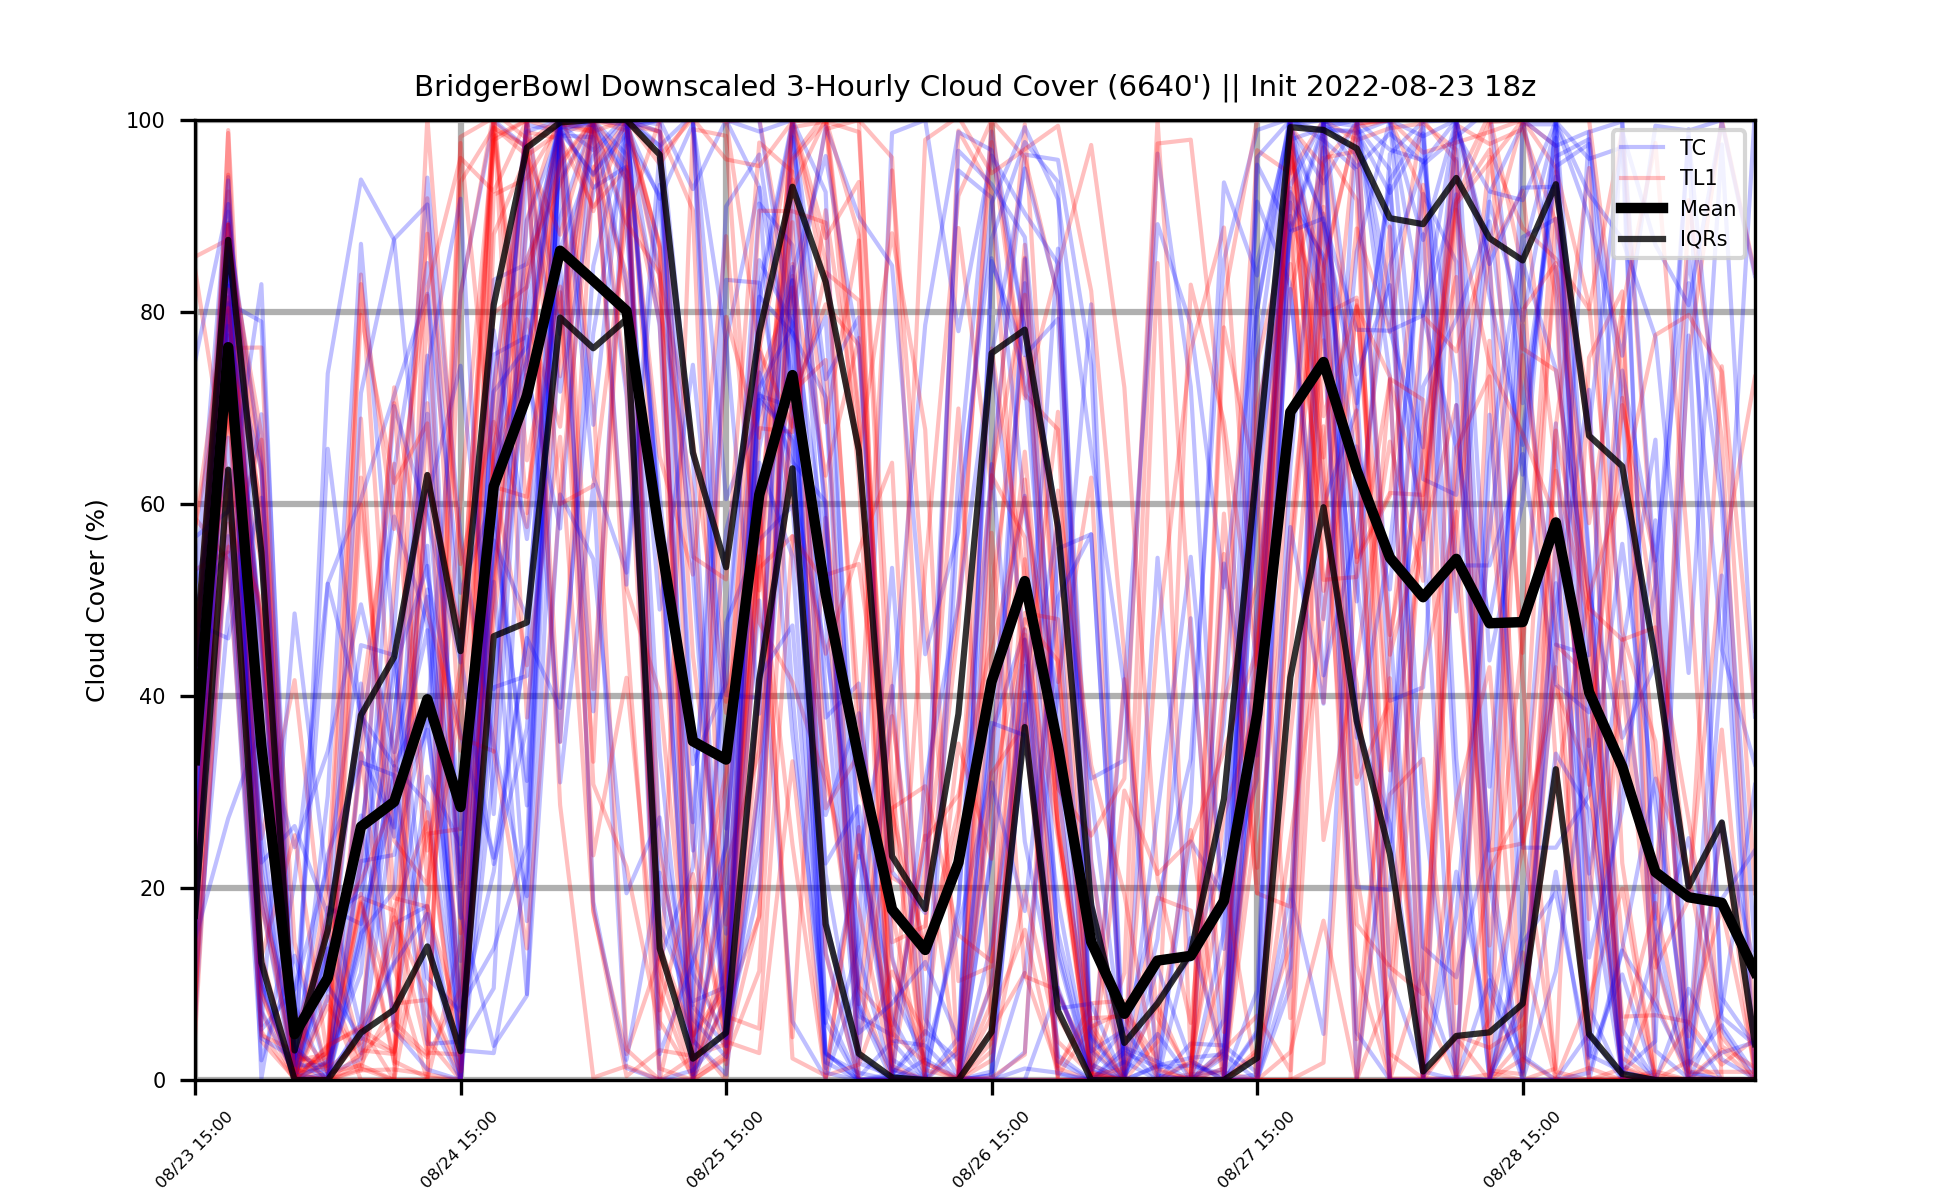 BridgerBowl Downscaled 3-Hourly Cloud Cover (6640') || Init 2022-08-23 18z
Cloud Cover (%)
100
80
60
40
20
0
TC
TL1
Mean
IQRs
08/23 15:00
08/24 15:00
08/25 15:00
08/26 15:00
08/27 15:00
08/28 15:00